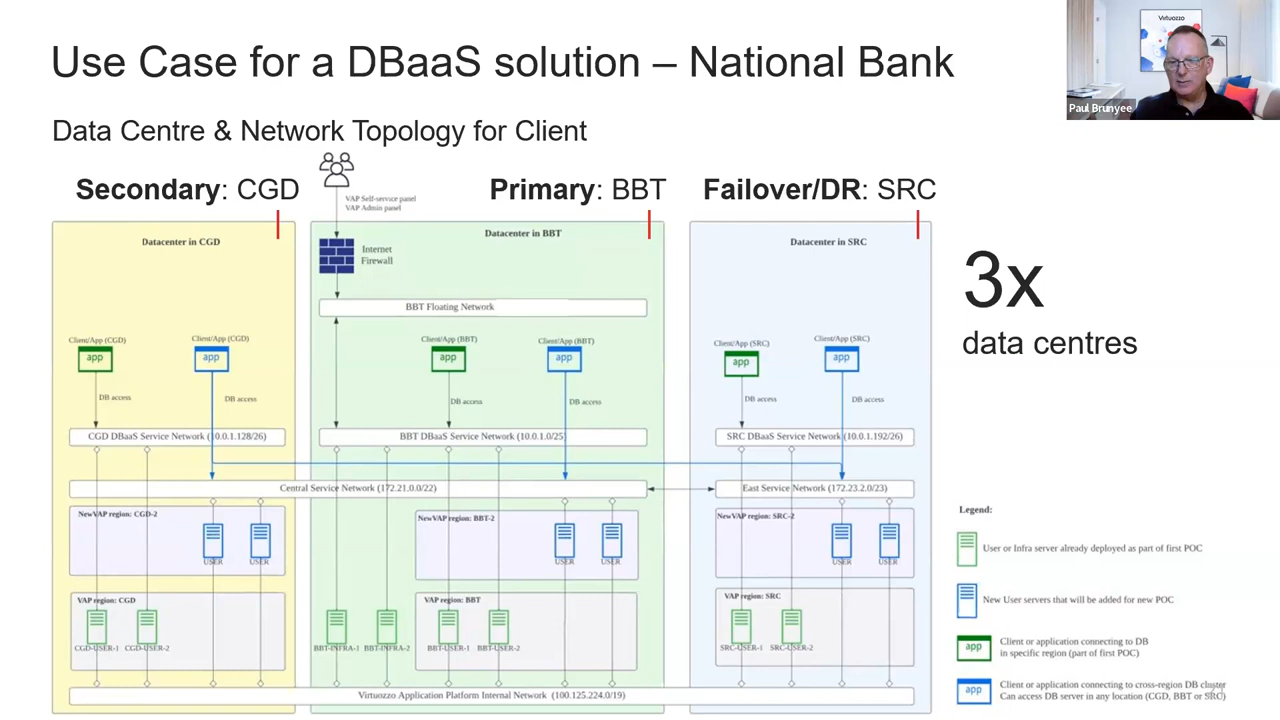 Use Case for a DBaaS solution – National Bank
Virtuozzo
Paul Brunyee
Data Centre & Network Topology for Client
Secondary: CGD
Primary: BBT
Failover/DR: SRC
VAP Self-service panel
VAP Admin panel
Datacenter in CGD
Datacenter in BBT
Datacenter in SRC
Internet
Firewall
3x
data centres
BBT Floating Network
Client/App (CGD)
Client/App (CGD)
Client/App (BBT)
Client/App (BBT)
Client/App (SRC)
Client/App (SRC)
app
app
app
app
app
app
DB access
DB access
DB access
DB access
DB access
DB access
CGD DBaaS Service Network (10.0.1.128/26)
BBT DBaaS Service Network (10.0.1.0/25)
SRC DBaaS Service Network (10.0.1.192/26)
Central Service Network (172.21.0.0/22)
East Service Network (172.23.2.0/23)
NewVAP region: CGD-2
NewVAP region: BBT-2
NewVAP region: SRC-2
USER
USER
USER
USER
USER
USER
VAP region: CGD
VAP region: BBT
VAP region: SRC
CGD-USER-1
CGD-USER-2
BBT-INFRA-1
BBT-INFRA-2
BBT-USER-1
BBT-USER-2
SRC-USER-1
SRC-USER-2
Virtuozzo Application Platform Internal Network (100.125.224.0/19)
Legend:
User or Infra server already deployed as part of first POC
New User servers that will be added for new POC
app
Client or application connecting to DB
in specific region (part of first POC)
app
Client or application connecting to cross-region DB cluster
Can access DB server in any location (CGD, BBT or SRC)